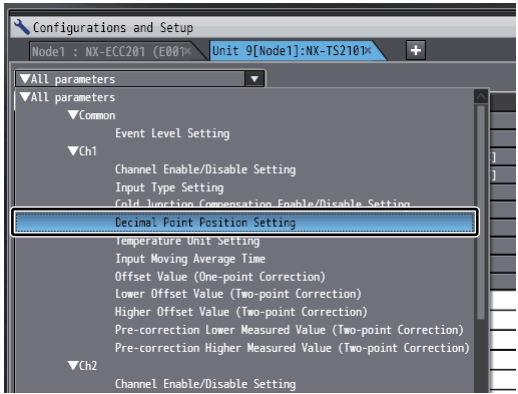 Configurations and Setup
Node1 : NX-ECC201 (E001×
Unit 9[Node1]:NX-TS2101×
+
▼All parameters
▼All parameters
▼Common
Event Level Setting
▼Ch1
Channel Enable/Disable Setting
Input Type Setting
Cold Junction Compensation Enable/Disable Setting
Decimal Point Position Setting
Temperature Unit Setting
Input Moving Average Time
Offset Value (One-point Correction)
Lower Offset Value (Two-point Correction)
Higher Offset Value (Two-point Correction)
Pre-correction Lower Measured Value (Two-point Correction)
Pre-correction Higher Measured Value (Two-point Correction)
▼Ch2
Channel Enable/Disable Setting